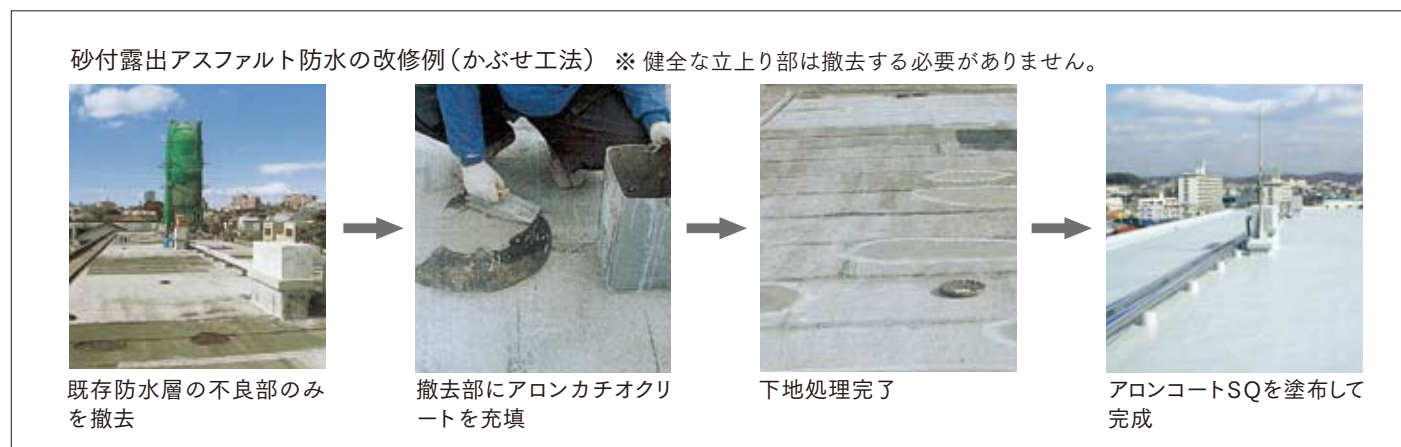 砂付露出アスファルト防水の改修例（かぶせ工法） ※ 健全な立上り部は撤去する必要がありません。
既存防水層の不良部のみ
を撤去
撤去部にアロンカチオクリ
ートを充填
下地処理完了
アロンコートSQを塗布して
完成